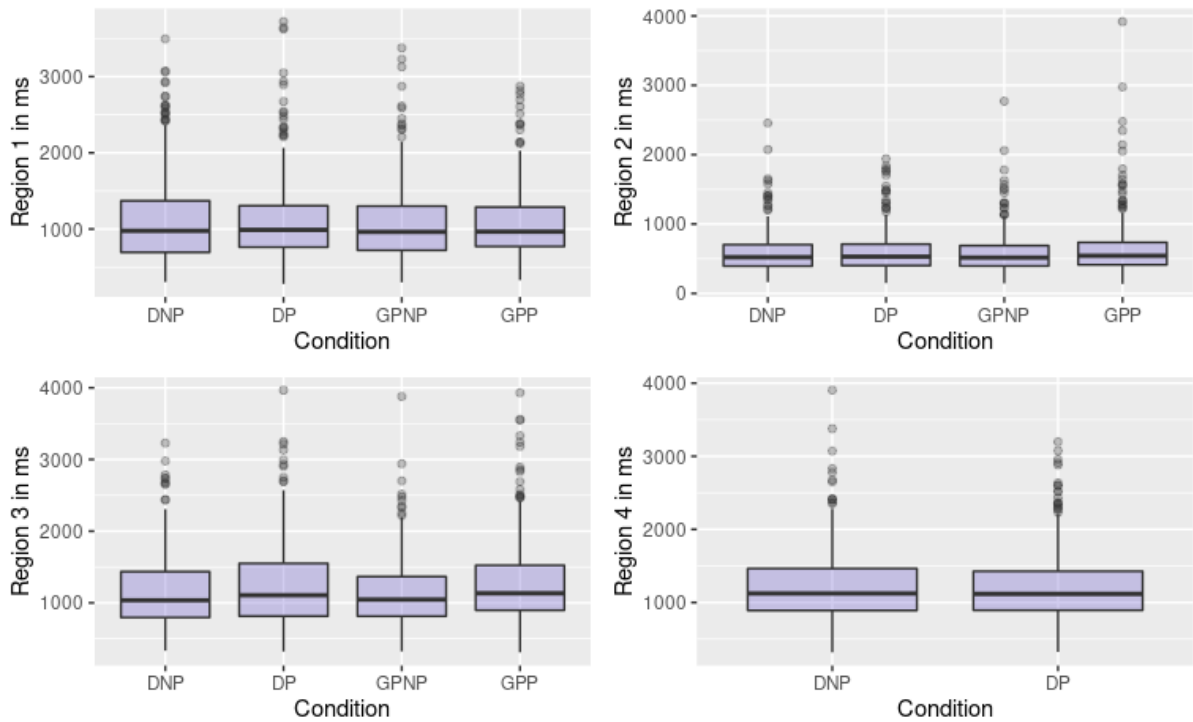 Region 1 in ms
3000
2000
1000
DNP DP GPNP GPP
Condition
Region 2 in ms
4000
3000
2000
1000
0
DNP DP GPNP GPP
Condition
Region 3 in ms
4000
3000
2000
1000
DNP DP GPNP GPP
Condition
Region 4 in ms
4000
3000
2000
1000
DNP DP
Condition